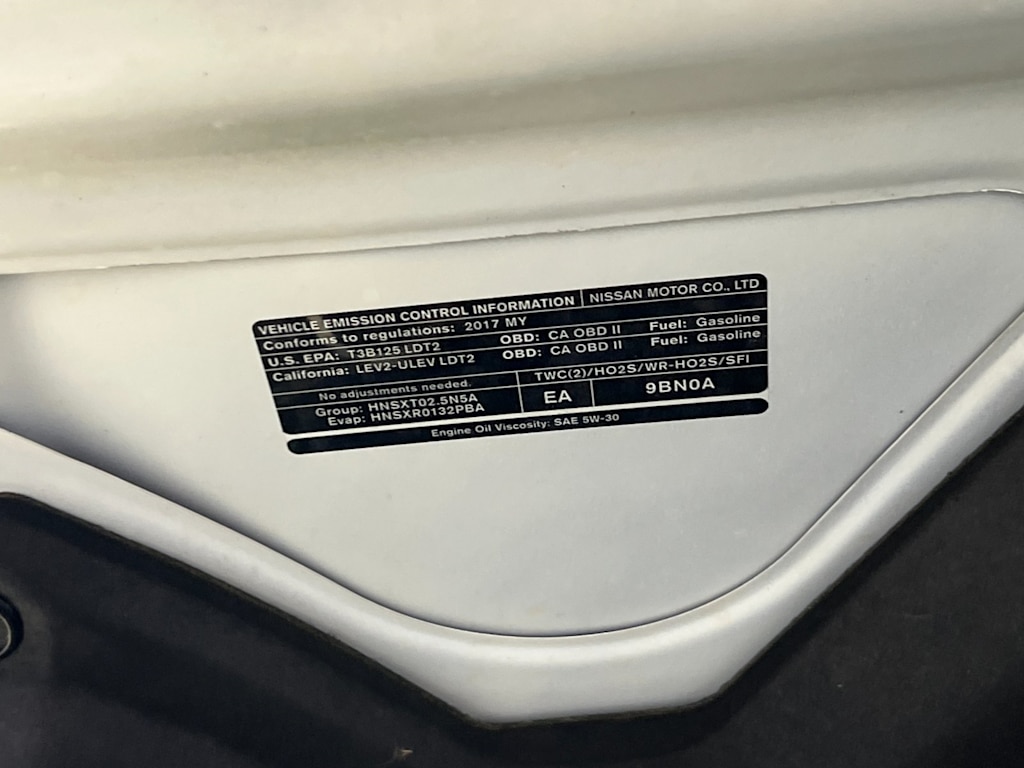 VEHICLE EMISSION CONTROL INFORMATION NISSAN MOTOR CO., LTD
Conforms to regulations: 2017 MY
U.S. EPA: T3B125 LDT2 OBD: CA OBD II Fuel: Gasoline
California: LEV2-ULEV LDT2 OBD: CA OBD II Fuel: Gasoline
No adjustments needed. TWC(2)/HO2S/WR-HO2S/SFI
Group: HNSXT02.5N5A EA 9BN0A
Evap: HNSXR0132PBA
Engine Oil Viscosity: SAE 5W-30